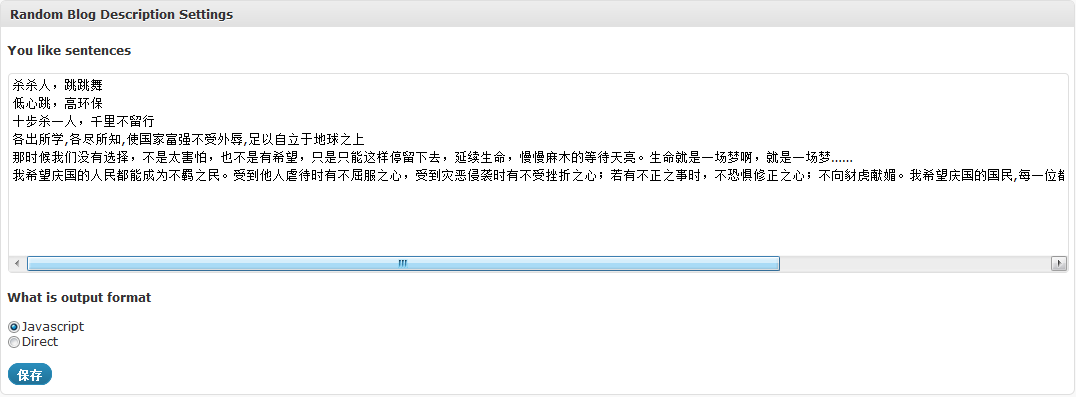 Random Blog Description Settings
You like sentences
杀杀人，跳跳舞
低心跳，高环保
十步杀一人，千里不留行
各出所学,各尽所知,使国家富强不受外辱,足以自立于地球之上
那时候我们没有选择，不是太害怕，也不是有希望，只是只能这样停留下去，延续生命，慢慢麻木的等待天亮。生命就是一场梦啊，就是一场梦……
我希望庆国的人民都能成为不羁之民。受到他人虐待时有不屈服之心，受到灾恶侵袭时有不受挫折之心；若有不正之事时，不恐惧修正之心；不向豺虎献媚。我希望庆国的国民,每一位都
What is output format
Javascript
Direct
保存